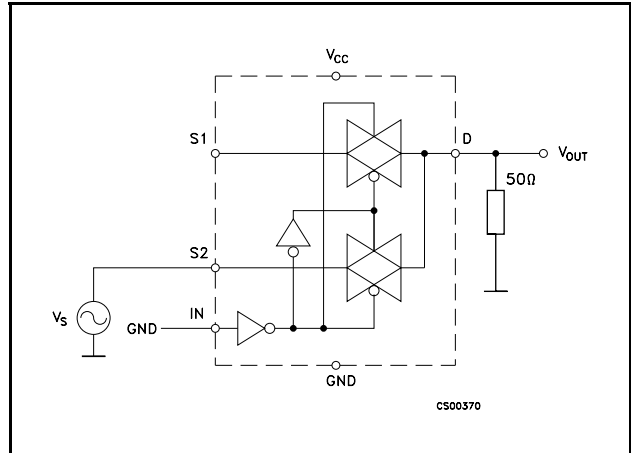 VCC
S1
D
VOUT
50Ω
S2
VS
IN
GND
GND
CS00370